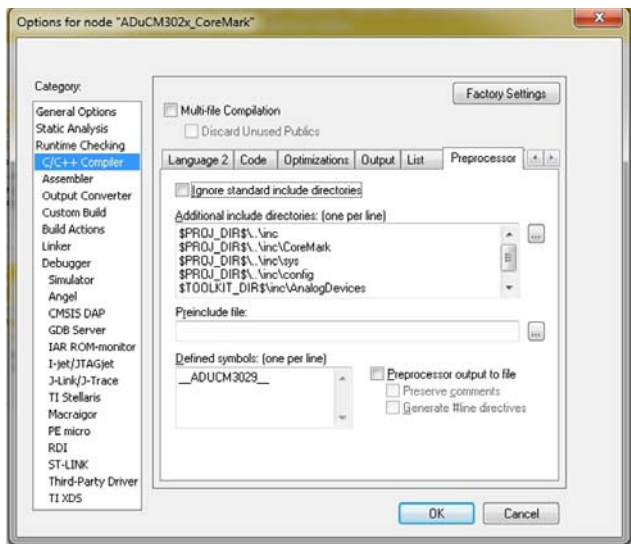 Options for node "ADuCM302x_CoreMark"
Category:
General Options
Static Analysis
Runtime Checking
C/C++ Compiler
Assembler
Output Converter
Custom Build
Build Actions
Linker
Debugger
Simulator
Angel
CMSIS DAP
GDB Server
IAR ROM-monitor
I-jet/JTAGjet
J-Link/J-Trace
TI Stellaris
Macraigor
PE micro
RDI
ST-LINK
Third-Party Driver
TI XDS
Factory Settings
Multi-file Compilation
Discard Unused Publics
Language 2 Code Optimizations Output List Preprocessor
Ignore standard include directories
Additional include directories: (one per line)
$PROJ_DIR$\..\inc
$PROJ_DIR$\..\inc\CoreMark
$PROJ_DIR$\..\inc\sys
$PROJ_DIR$\..\inc\config
$TOOLKIT_DIR$\inc\AnalogDevices
...
Preinclude file:
...
Defined symbols: (one per line)
__ADUCM3029__
Preprocessor output to file
Preserve comments
Generate #line directives
OK Cancel